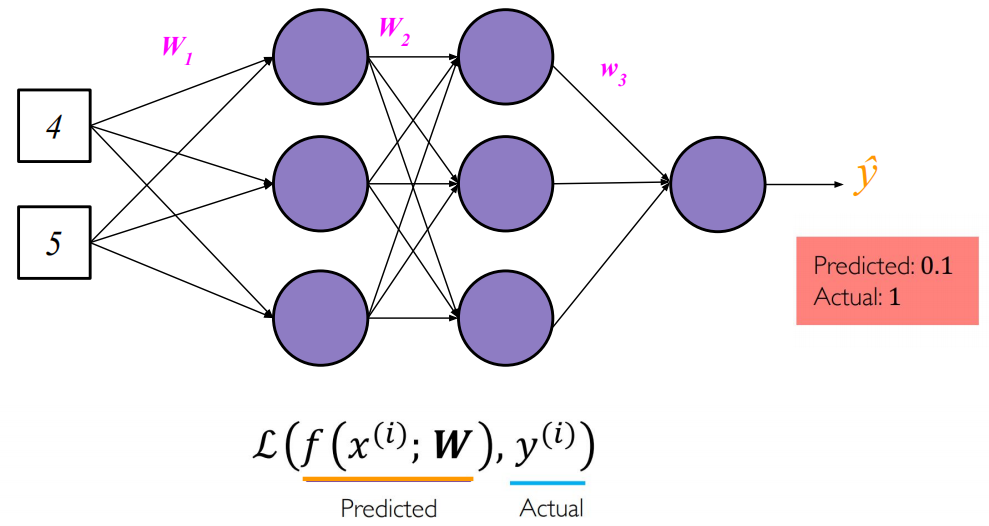 W₁
W₂
w₃
4
5
ŷ
Predicted: 0.1
Actual: 1
ℒ(f(x⁽ⁱ⁾; W), y⁽ⁱ⁾)
Predicted
Actual